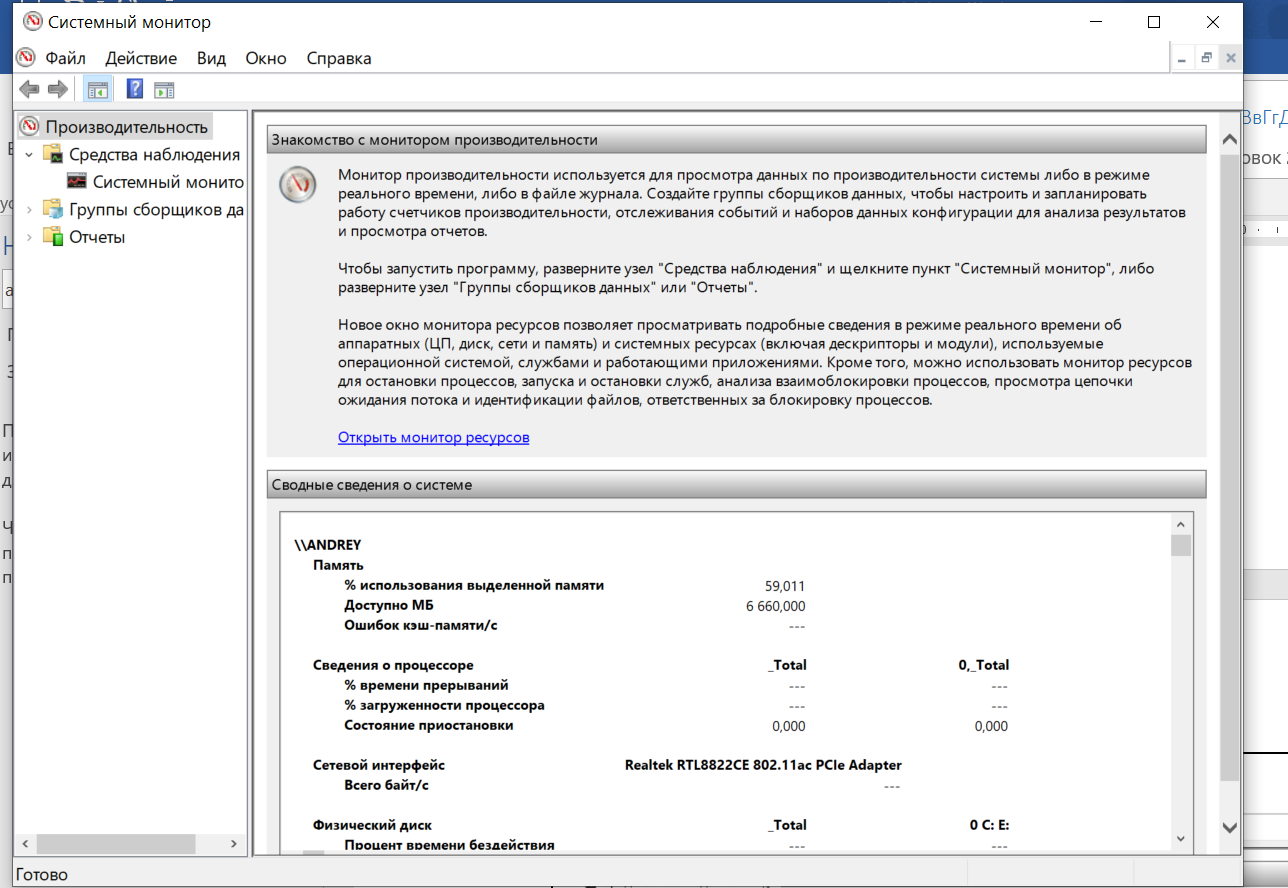 Системный монитор
Файл Действие Вид Окно Справка
Производительность
Средства наблюдения
Системный монито
Группы сборщиков да
Отчеты
Знакомство с монитором производительности
Монитор производительности используется для просмотра данных по производительности системы либо в режиме
реального времени, либо в файле журнала. Создайте группы сборщиков данных, чтобы настроить и запланировать
работу счетчиков производительности, отслеживания событий и наборов данных конфигурации для анализа результатов
и просмотра отчетов.
Чтобы запустить программу, разверните узел "Средства наблюдения" и щелкните пункт "Системный монитор", либо
разверните узел "Группы сборщиков данных" или "Отчеты".
Новое окно монитора ресурсов позволяет просматривать подробные сведения в режиме реального времени об
аппаратных (ЦП, диск, сети и память) и системных ресурсах (включая дескрипторы и модули), используемые
операционной системой, службами и работающими приложениями. Кроме того, можно использовать монитор ресурсов
для остановки процессов, запуска и остановки служб, анализа взаимоблокировки процессов, просмотра цепочки
ожидания потока и идентификации файлов, ответственных за блокировку процессов.
Открыть монитор ресурсов
Сводные сведения о системе
\\ANDREY
Память
% использования выделенной памяти 59,011
Доступно МБ 6 660,000
Ошибок кэш-памяти/с ---
Сведения о процессоре _Total 0,_Total
% времени прерываний --- ---
% загруженности процессора --- ---
Состояние приостановки 0,000 0,000
Сетевой интерфейс Realtek RTL8822CE 802.11ac PCIe Adapter
Всего байт/с ---
Физический диск _Total 0 C: E:
Процент времени бездействия --- ---
Готово